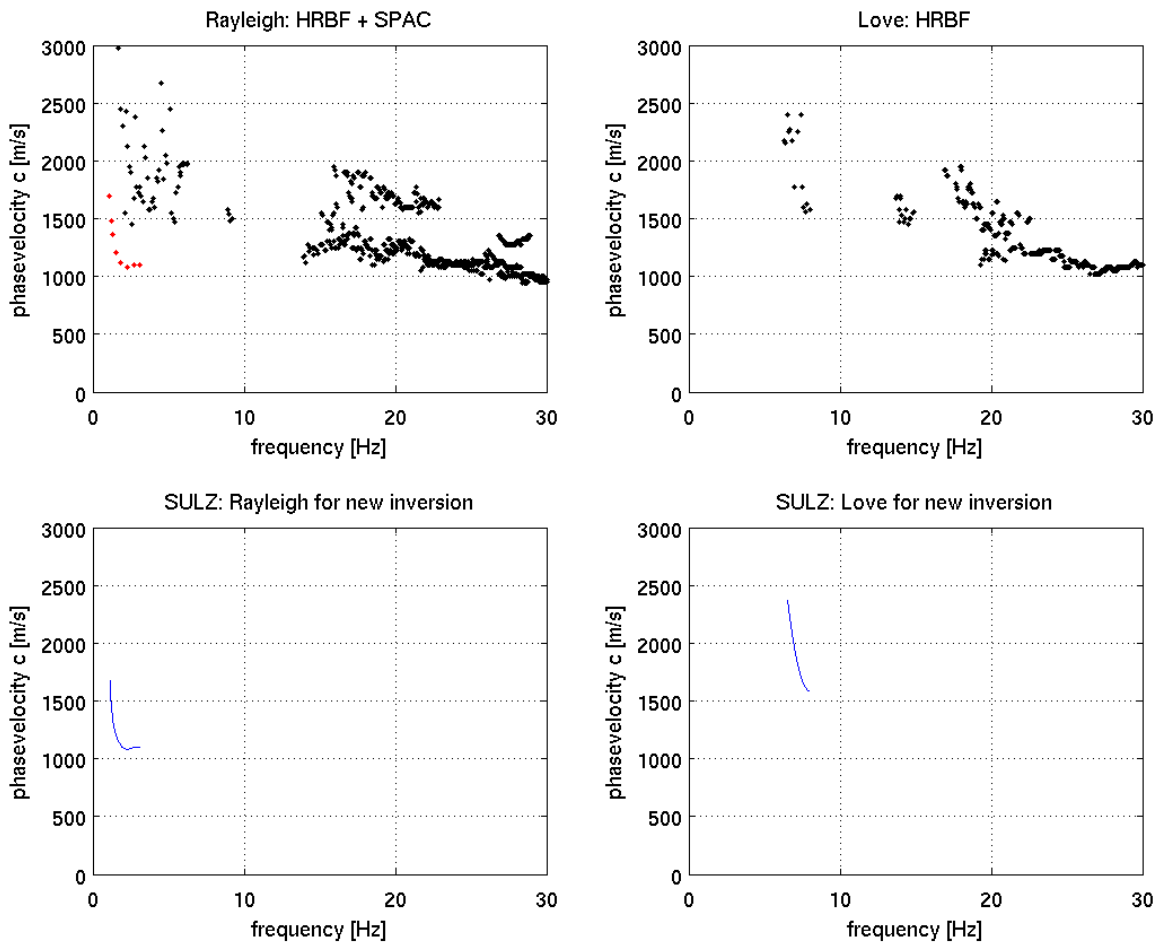 Rayleigh: HRBF + SPAC
3000
2500
2000
1500
1000
500
0
phasevelocity c [m/s]
0 10 20 30
frequency [Hz]
Love: HRBF
3000
2500
2000
1500
1000
500
0
phasevelocity c [m/s]
0 10 20 30
frequency [Hz]
SULZ: Rayleigh for new inversion
3000
2500
2000
1500
1000
500
0
phasevelocity c [m/s]
0 10 20 30
frequency [Hz]
SULZ: Love for new inversion
3000
2500
2000
1500
1000
500
0
phasevelocity c [m/s]
0 10 20 30
frequency [Hz]